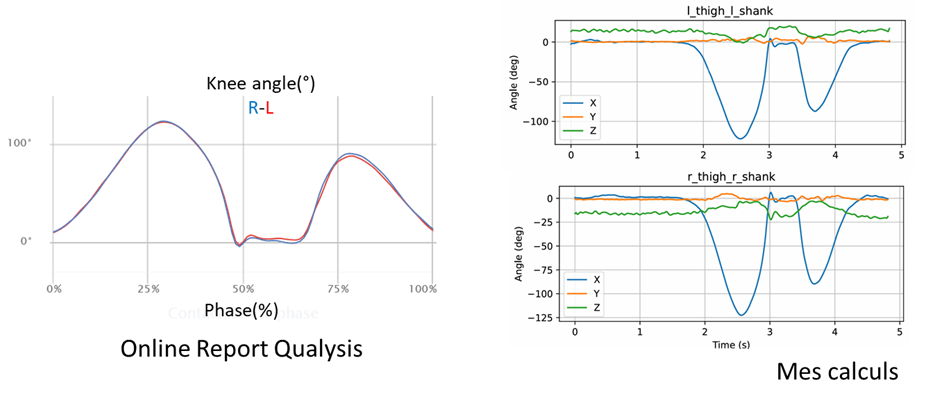 Knee angle(°)
R-L
100°
0°
0% 25% 50% 75% 100%
Phase(%)
Online Report Qualysis
l_thigh_l_shank
Angle (deg)
0
−50
−100
X
Y
Z
0 1 2 3 4 5
r_thigh_r_shank
Angle (deg)
0
−25
−50
−75
−100
−125
X
Y
Z
0 1 2 3 4 5
Time (s)
Mes calculs